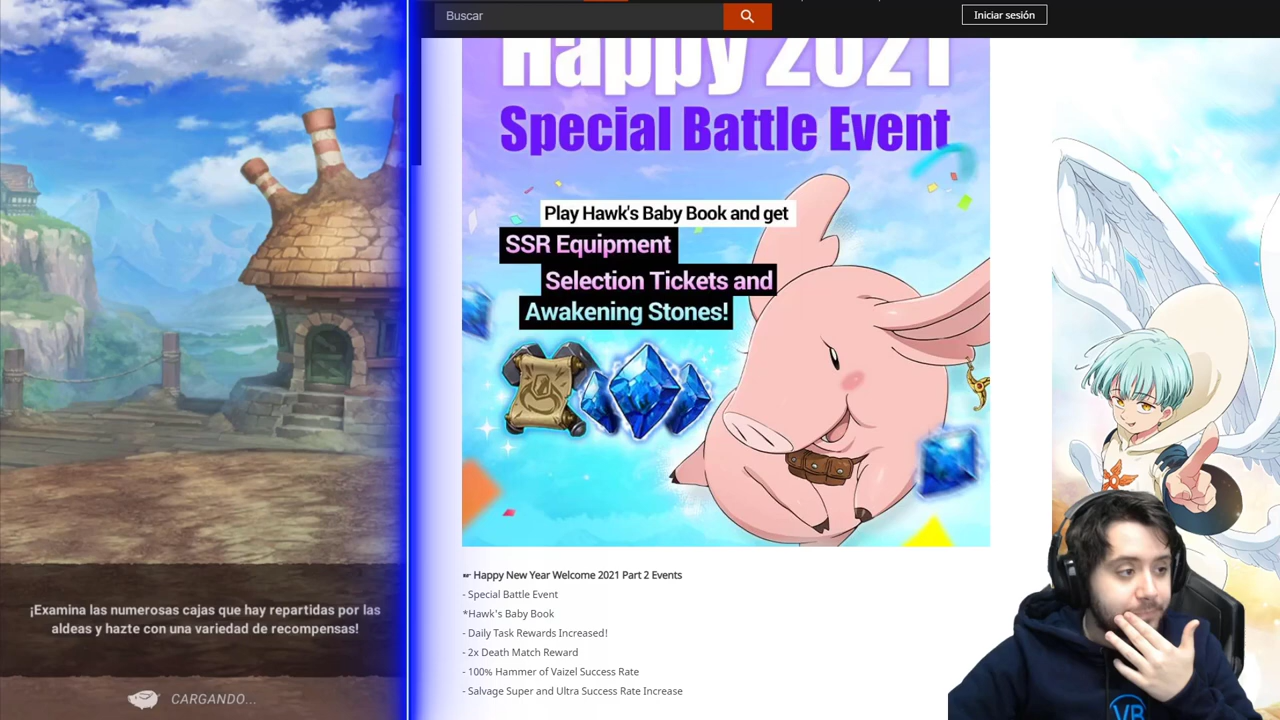 Buscar
Iniciar sesión
Happy 2021
Special Battle Event
Play Hawk's Baby Book and get
SSR Equipment
Selection Tickets and
Awakening Stones!
☛ Happy New Year Welcome 2021 Part 2 Events
- Special Battle Event
*Hawk's Baby Book
- Daily Task Rewards Increased!
- 2x Death Match Reward
- 100% Hammer of Vaizel Success Rate
- Salvage Super and Ultra Success Rate Increase
¡Examina las numerosas cajas que hay repartidas por las
aldeas y hazte con una variedad de recompensas!
CARGANDO...
VB